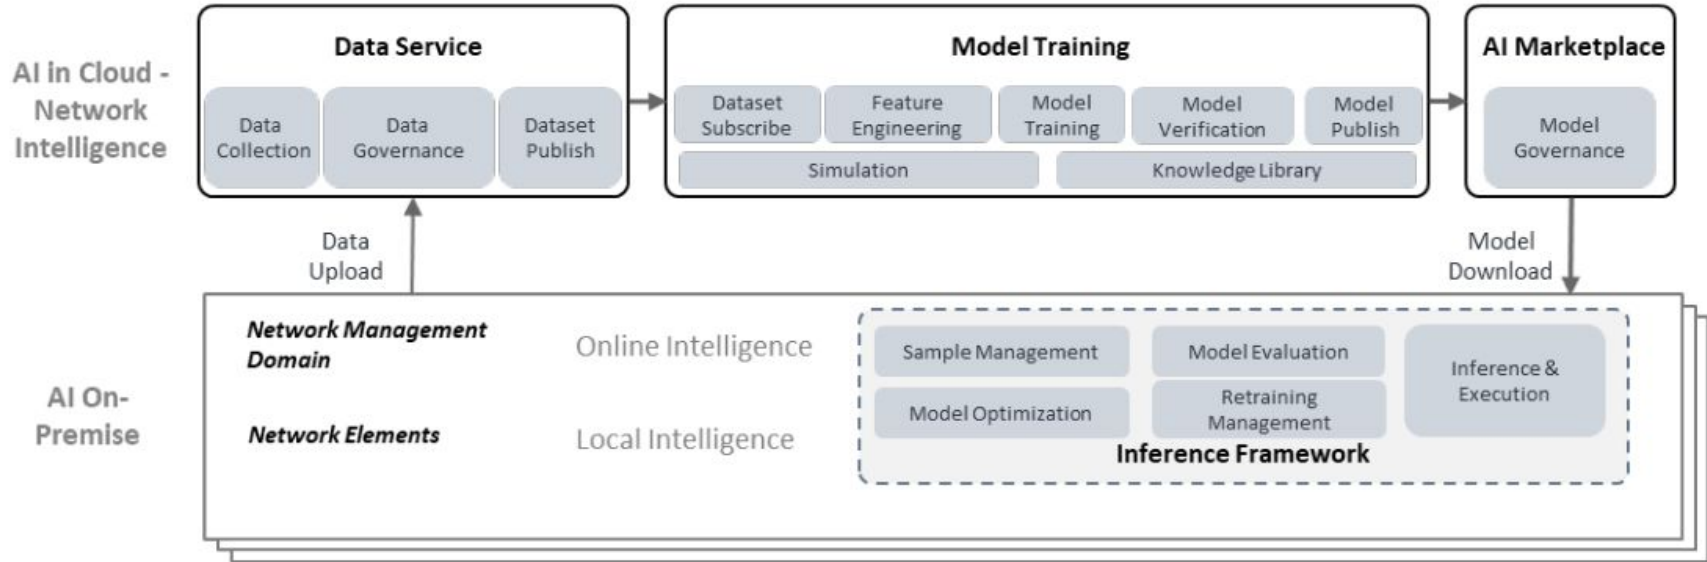 AI in Cloud -
Network
Intelligence
Data Service
Data
Collection
Data
Governance
Dataset
Publish
Model Training
Dataset
Subscribe
Feature
Engineering
Model
Training
Model
Verification
Model
Publish
Simulation
Knowledge Library
AI Marketplace
Model
Governance
Data
Upload
Model
Download
AI On-
Premise
Network Management
Domain
Online Intelligence
Network Elements
Local Intelligence
Sample Management
Model Evaluation
Inference &
Execution
Model Optimization
Retraining
Management
Inference Framework